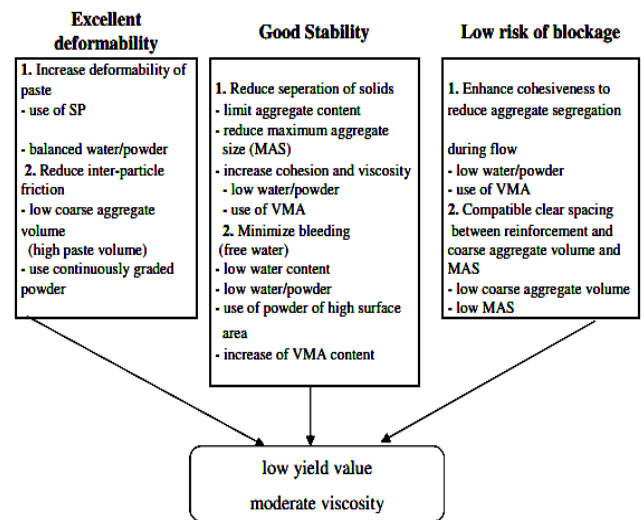 Excellent
deformability
1. Increase deformability of
paste
- use of SP
- balanced water/powder
2. Reduce inter-particle
friction
- low coarse aggregate
volume
(high paste volume)
- use continuously graded
powder
Good Stability
1. Reduce seperation of solids
- limit aggregate content
- reduce maximum aggregate
size (MAS)
- increase cohesion and viscosity
- low water/powder
- use of VMA
2. Minimize bleeding
(free water)
- low water content
- low water/powder
- use of powder of high surface
area
- increase of VMA content
Low risk of blockage
1. Enhance cohesiveness to
reduce aggregate segregation
during flow
- low water/powder
- use of VMA
2. Compatible clear spacing
between reinforcement and
coarse aggregate volume and
MAS
- low coarse aggregate volume
- low MAS
low yield value
moderate viscosity